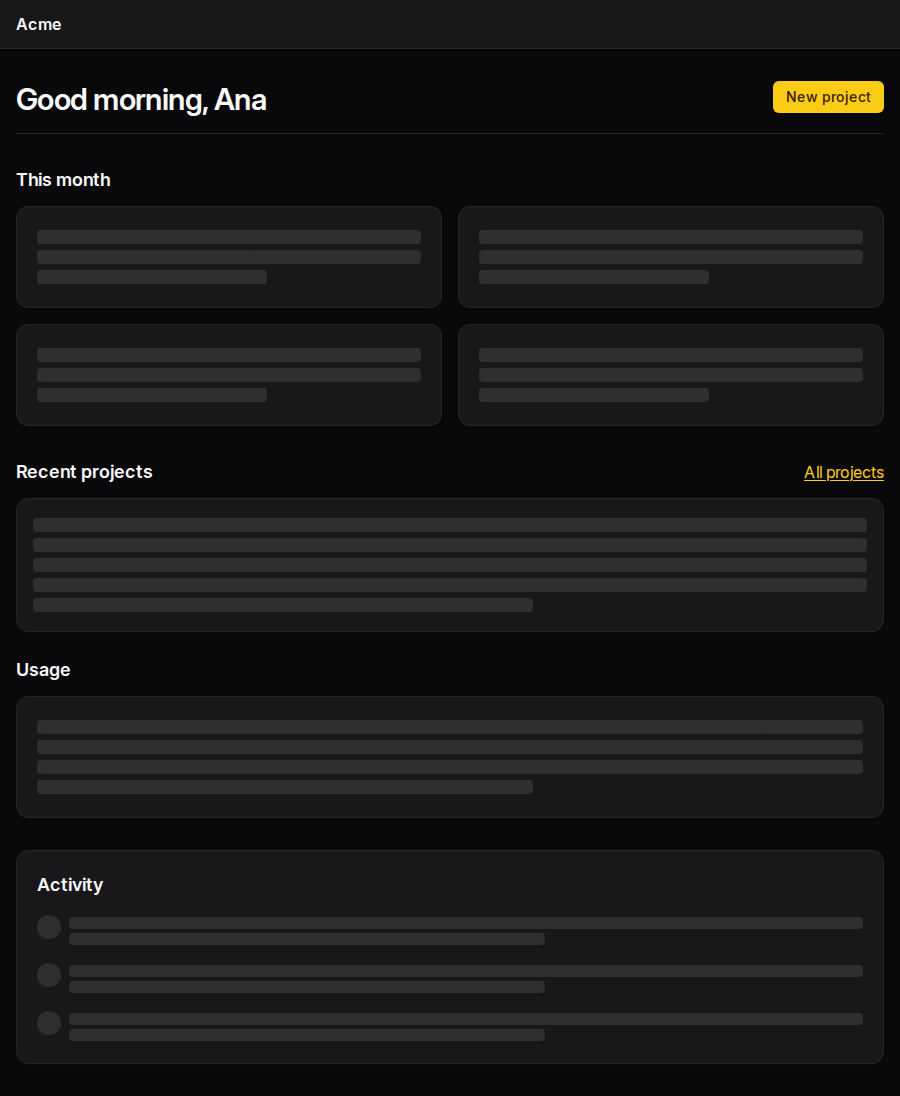 Acme
Good morning, Ana
New project
This month
Recent projects
All projects
Usage
Activity